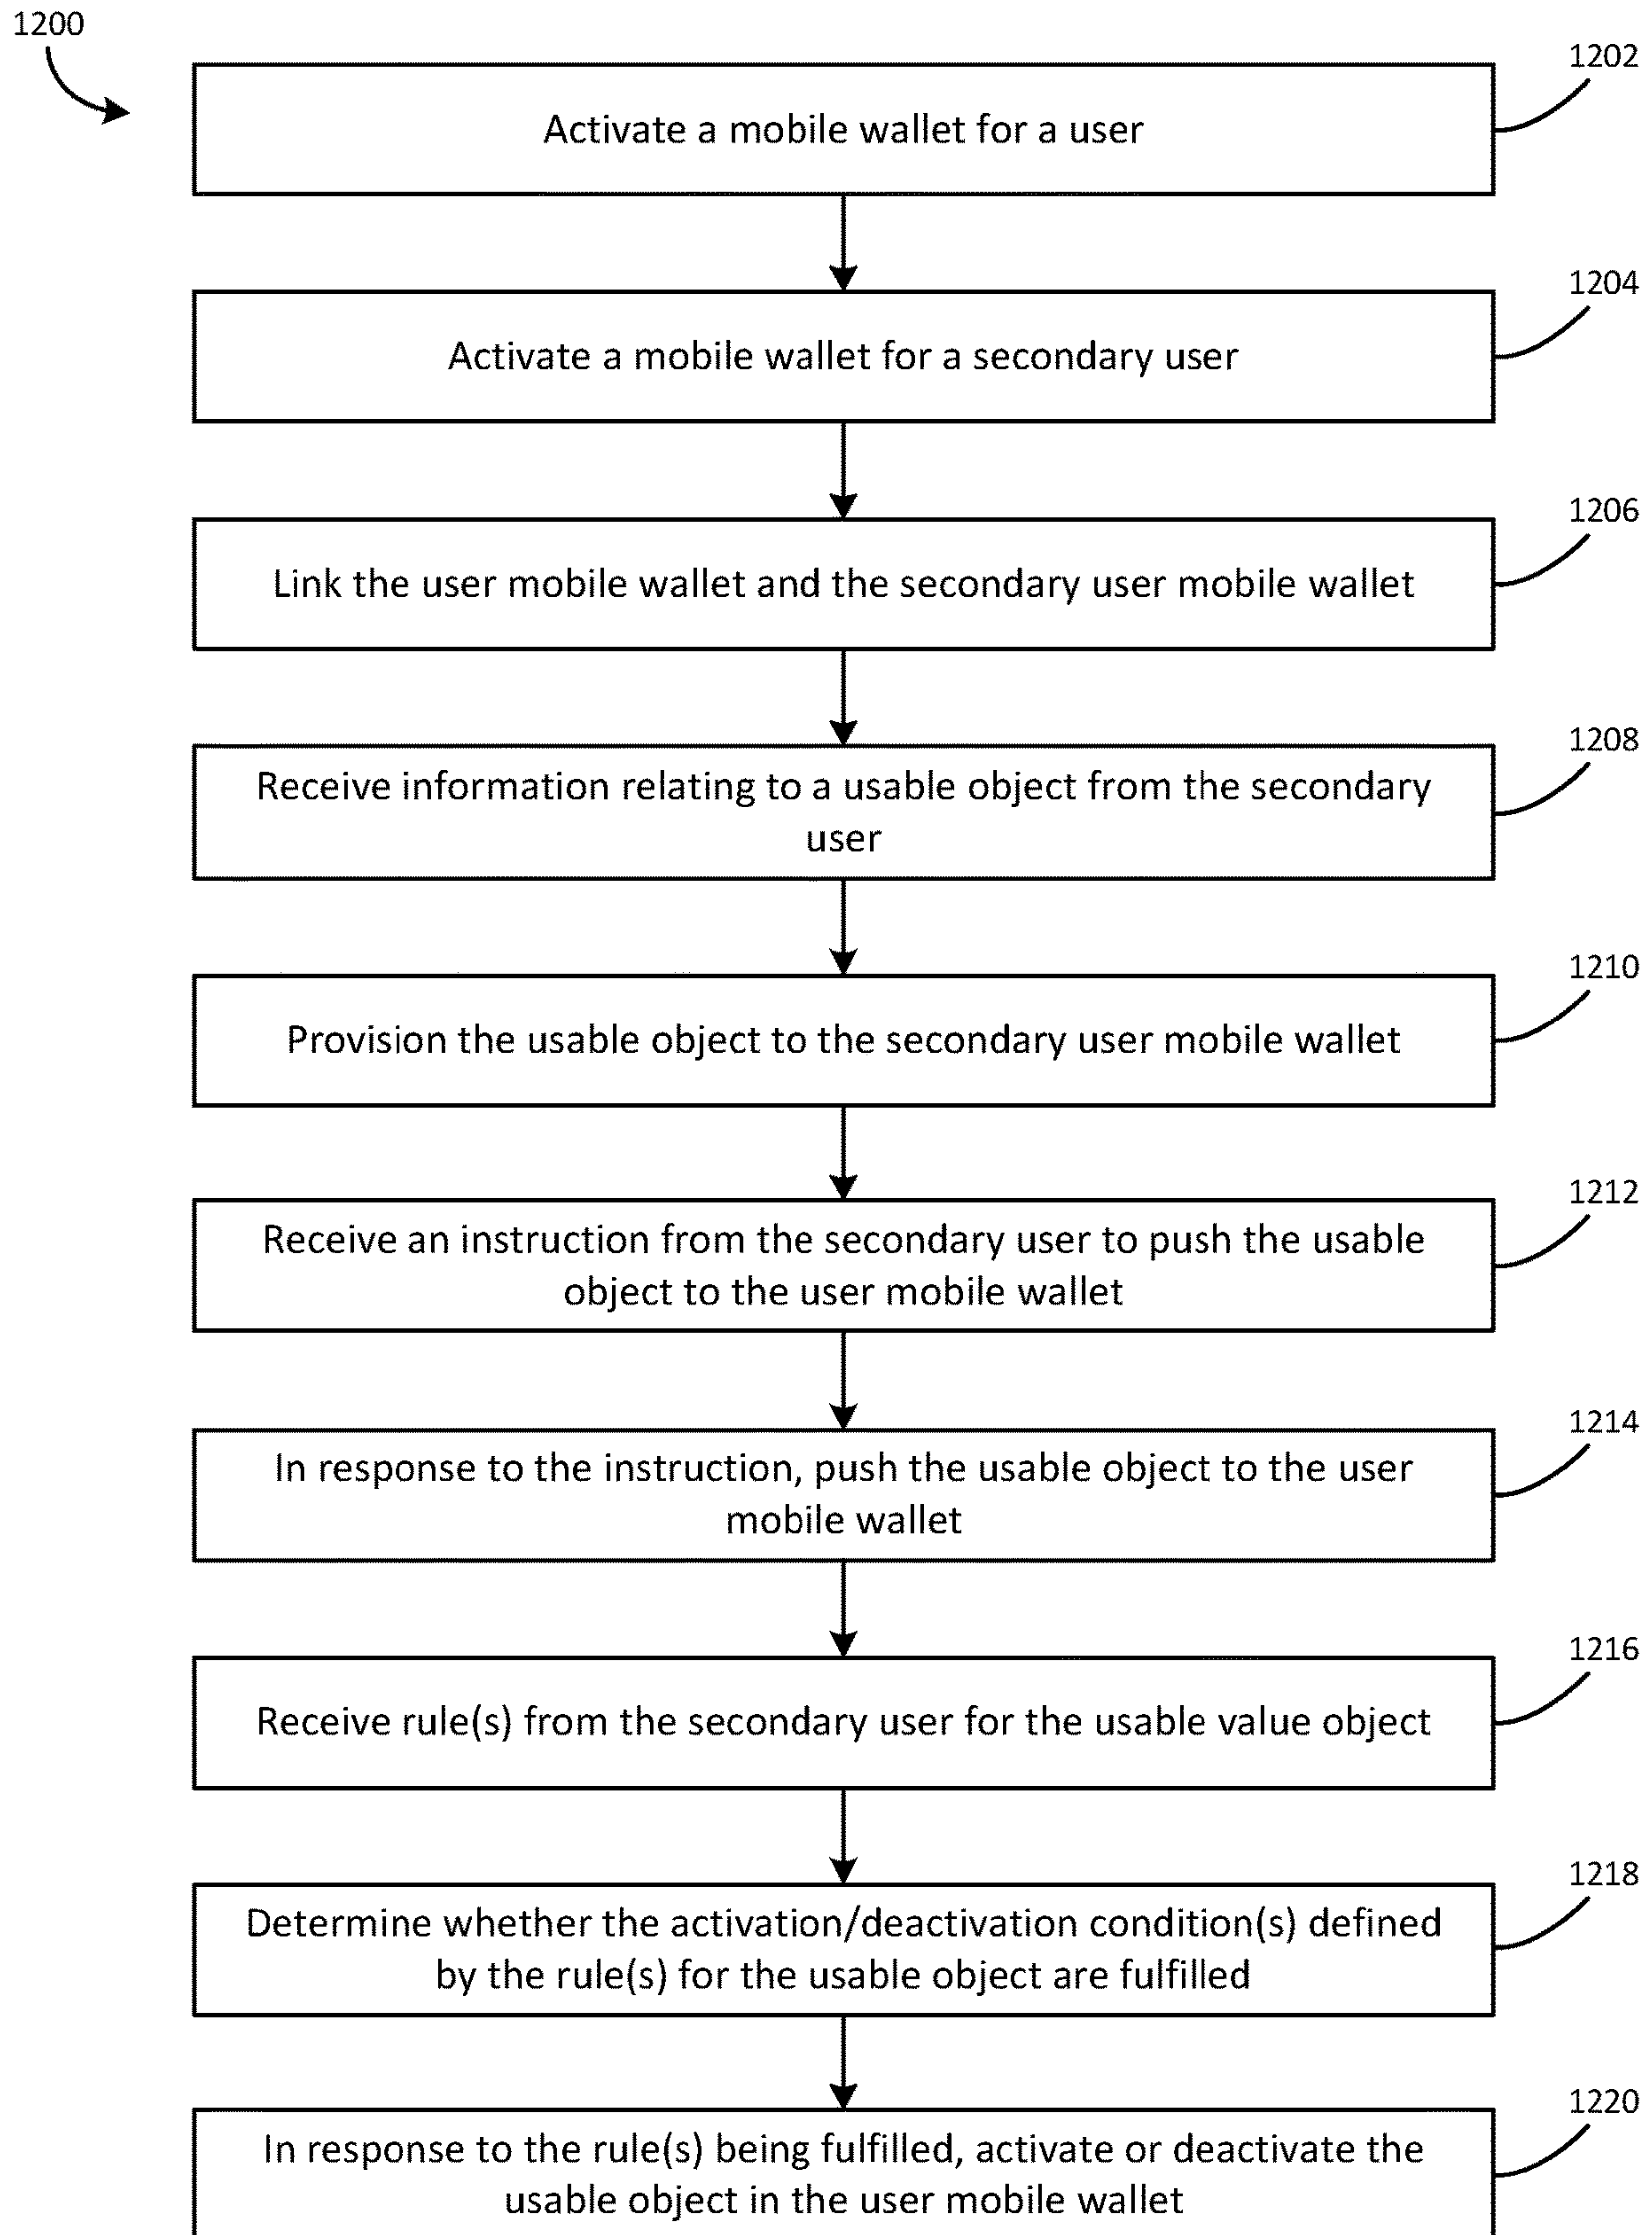 1200
1202
Activate a mobile wallet for a user
1204
Activate a mobile wallet for a secondary user
1206
Link the user mobile wallet and the secondary user mobile wallet
1208
Receive information relating to a usable object from the secondary
user
1210
Provision the usable object to the secondary user mobile wallet
1212
Receive an instruction from the secondary user to push the usable
object to the user mobile wallet
1214
In response to the instruction, push the usable object to the user
mobile wallet
1216
Receive rule(s) from the secondary user for the usable value object
1218
Determine whether the activation/deactivation condition(s) defined
by the rule(s) for the usable object are fulfilled
1220
In response to the rule(s) being fulfilled, activate or deactivate the
usable object in the user mobile wallet